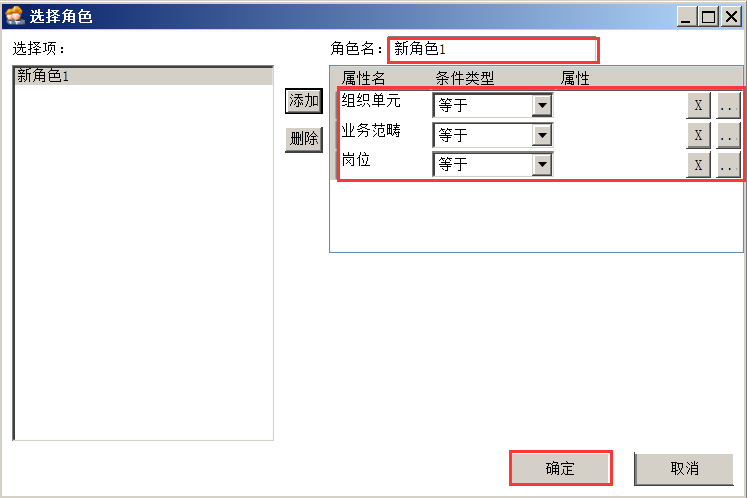 选择角色
选择项：
角色名： 新角色1
新角色1
添加
删除
属性名 条件类型 属性
组织单元 等于 X ...
业务范畴 等于 X ...
岗位 等于 X ...
确定 取消